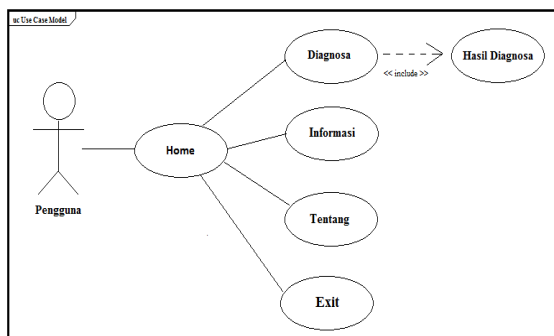 uc Use Case Model
Diagnosa
<< include >>
Hasil Diagnosa
Informasi
Home
Pengguna
Tentang
Exit